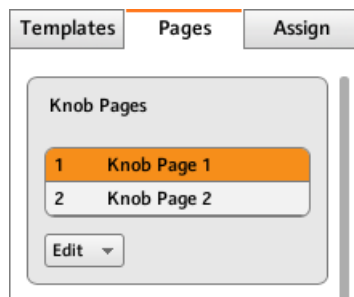 Templates Pages Assign
Knob Pages
1 Knob Page 1
2 Knob Page 2
Edit